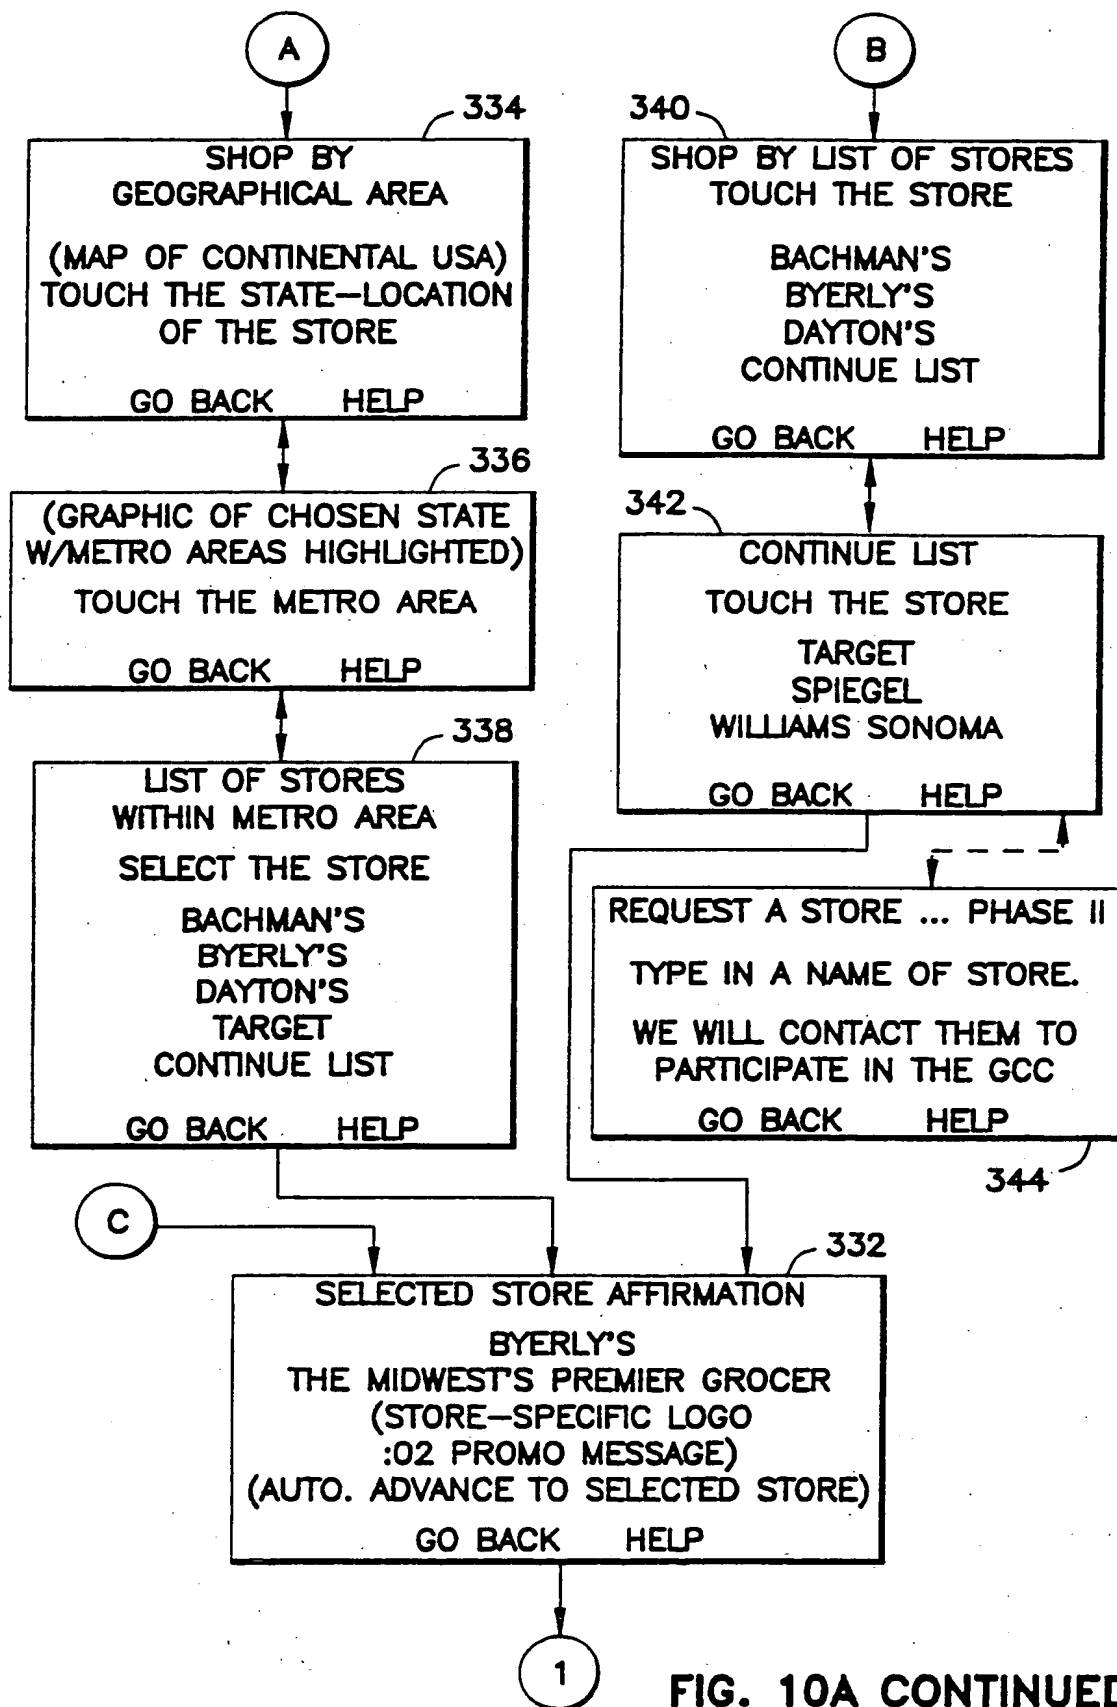 A
334
SHOP BY
GEOGRAPHICAL AREA
(MAP OF CONTINENTAL USA)
TOUCH THE STATE–LOCATION
OF THE STORE
GO BACK HELP
336
(GRAPHIC OF CHOSEN STATE
W/METRO AREAS HIGHLIGHTED)
TOUCH THE METRO AREA
GO BACK HELP
338
LIST OF STORES
WITHIN METRO AREA
SELECT THE STORE
BACHMAN'S
BYERLY'S
DAYTON'S
TARGET
CONTINUE LIST
GO BACK HELP
B
340
SHOP BY LIST OF STORES
TOUCH THE STORE
BACHMAN'S
BYERLY'S
DAYTON'S
CONTINUE LIST
GO BACK HELP
342
CONTINUE LIST
TOUCH THE STORE
TARGET
SPIEGEL
WILLIAMS SONOMA
GO BACK HELP
REQUEST A STORE ... PHASE II
TYPE IN A NAME OF STORE.
WE WILL CONTACT THEM TO
PARTICIPATE IN THE GCC
GO BACK HELP
344
C
332
SELECTED STORE AFFIRMATION
BYERLY'S
THE MIDWEST'S PREMIER GROCER
(STORE–SPECIFIC LOGO
:02 PROMO MESSAGE)
(AUTO. ADVANCE TO SELECTED STORE)
GO BACK HELP
1
FIG. 10A CONTINUED